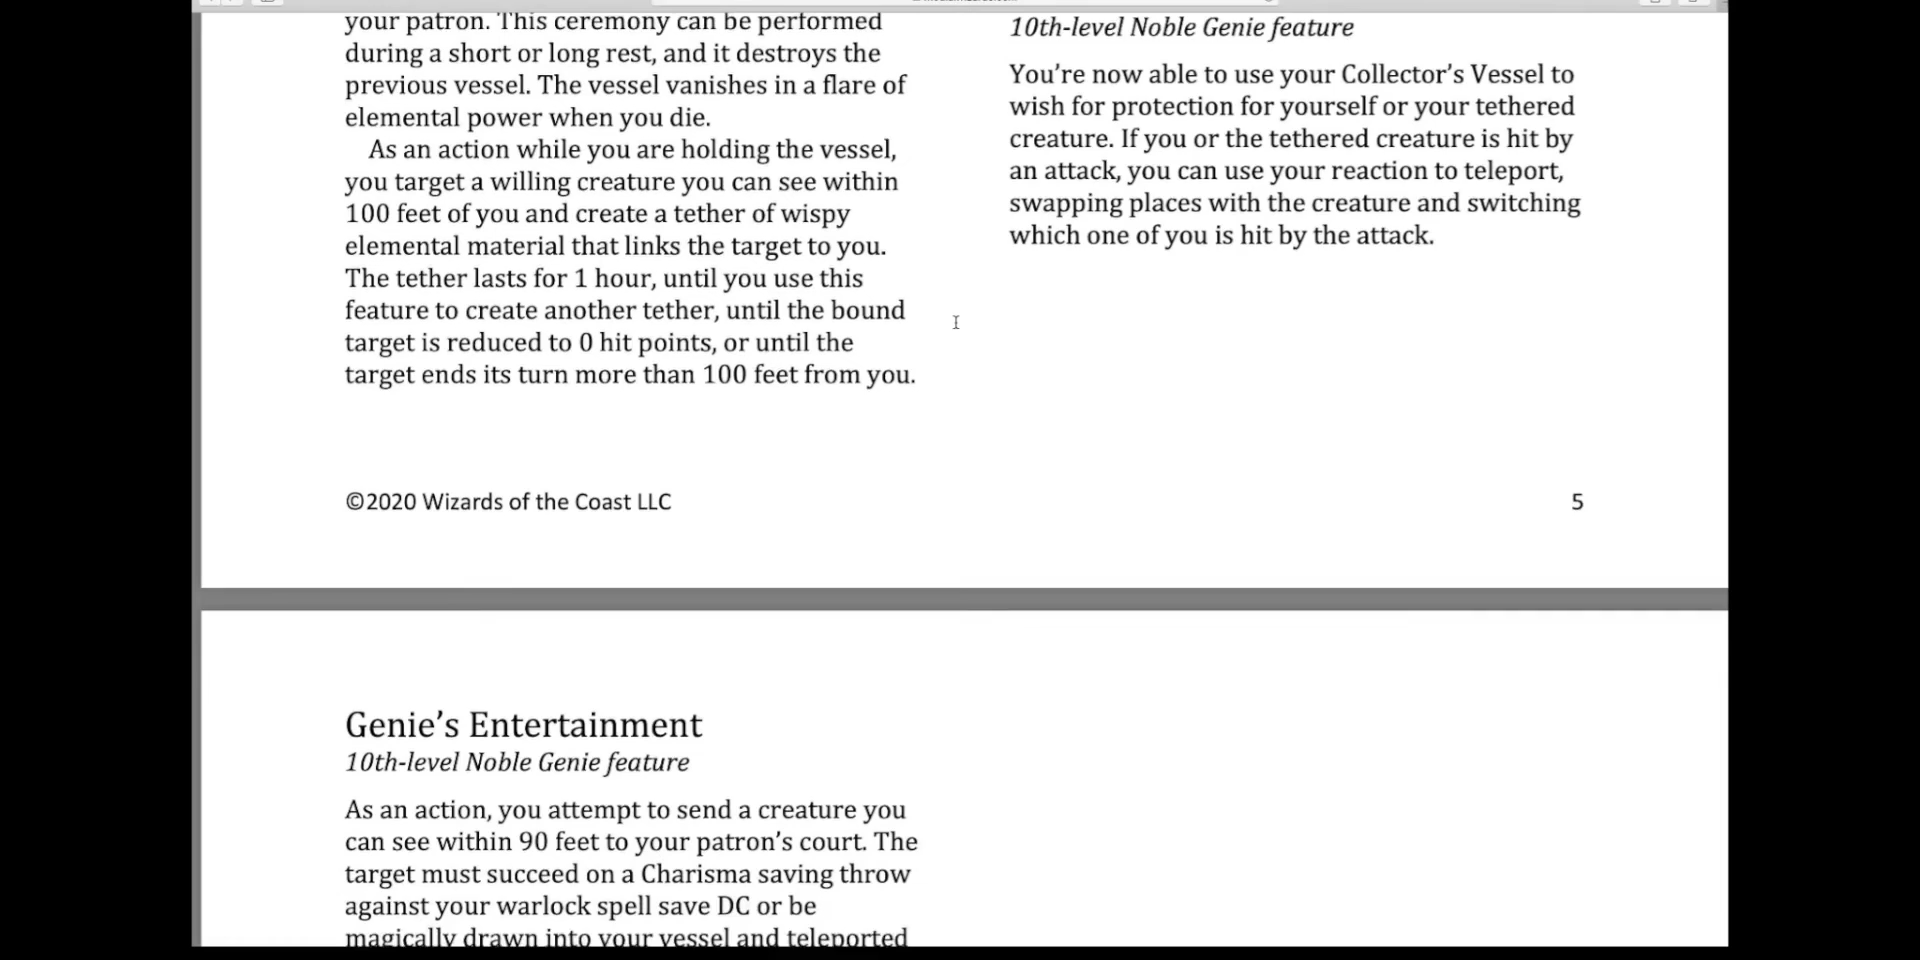 your patron. This ceremony can be performed
during a short or long rest, and it destroys the
previous vessel. The vessel vanishes in a flare of
elemental power when you die.
As an action while you are holding the vessel,
you target a willing creature you can see within
100 feet of you and create a tether of wispy
elemental material that links the target to you.
The tether lasts for 1 hour, until you use this
feature to create another tether, until the bound
target is reduced to 0 hit points, or until the
target ends its turn more than 100 feet from you.
10th-level Noble Genie feature
You’re now able to use your Collector’s Vessel to
wish for protection for yourself or your tethered
creature. If you or the tethered creature is hit by
an attack, you can use your reaction to teleport,
swapping places with the creature and switching
which one of you is hit by the attack.
©2020 Wizards of the Coast LLC
5
Genie’s Entertainment
10th-level Noble Genie feature
As an action, you attempt to send a creature you
can see within 90 feet to your patron’s court. The
target must succeed on a Charisma saving throw
against your warlock spell save DC or be
magically drawn into your vessel and teleported